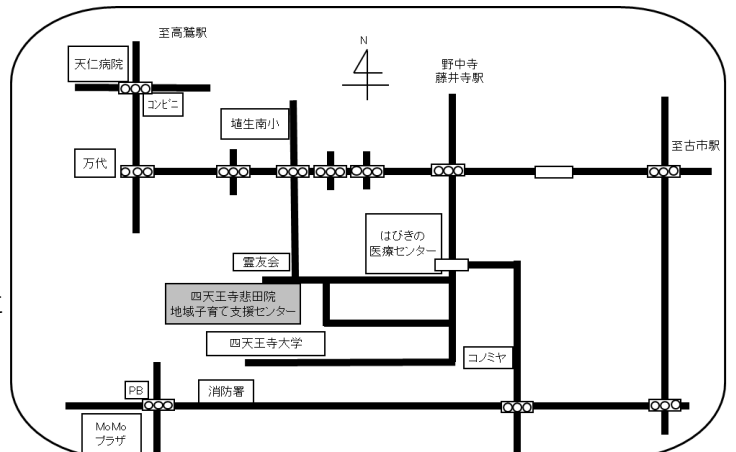 至高鷲駅
天仁病院
コンビニ
N
野中寺
藤井寺駅
埴生南小
至古市駅
万代
はびきの
医療センター
霊友会
四天王寺悲田院
地域子育て支援センター
四天王寺大学
コノミヤ
PB
消防署
MoMo
プラザ